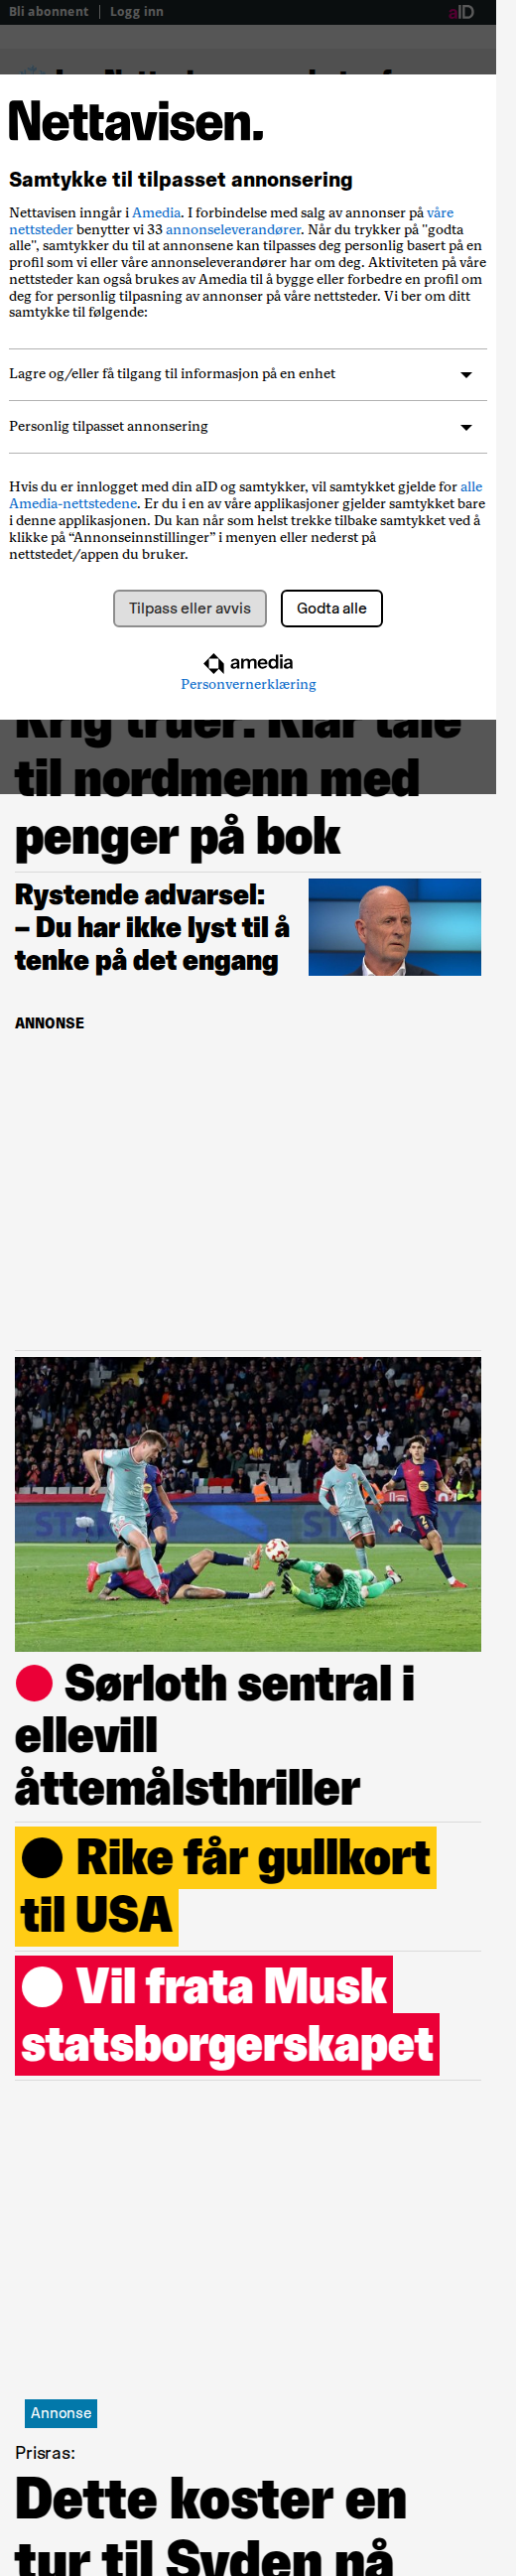 Bli abonnent | Logg inn
aID
Nettavisen.
Samtykke til tilpasset annonsering
Nettavisen inngår i Amedia. I forbindelse med salg av annonser på våre
nettsteder benytter vi 33 annonseleverandører. Når du trykker på "godta
alle", samtykker du til at annonsene kan tilpasses deg personlig basert på en
profil som vi eller våre annonseleverandører har om deg. Aktiviteten på våre
nettsteder kan også brukes av Amedia til å bygge eller forbedre en profil om
deg for personlig tilpasning av annonser på våre nettsteder. Vi ber om ditt
samtykke til følgende:
Lagre og/eller få tilgang til informasjon på en enhet
Personlig tilpasset annonsering
Hvis du er innlogget med din aID og samtykker, vil samtykket gjelde for alle
Amedia-nettstedene. Er du i en av våre applikasjoner gjelder samtykket bare
i denne applikasjonen. Du kan når som helst trekke tilbake samtykket ved å
klikke på “Annonseinnstillinger” i menyen eller nederst på
nettstedet/appen du bruker.
Tilpass eller avvis
Godta alle
amedia
Personvernerklæring
Krig truer: Klar tale
til nordmenn med
penger på bok
Rystende advarsel:
– Du har ikke lyst til å
tenke på det engang
ANNONSE
Sørloth sentral i
ellevill
åttemålsthriller
Rike får gullkort
til USA
Vil frata Musk
statsborgerskapet
Annonse
Prisras:
Dette koster en
tur til Syden nå